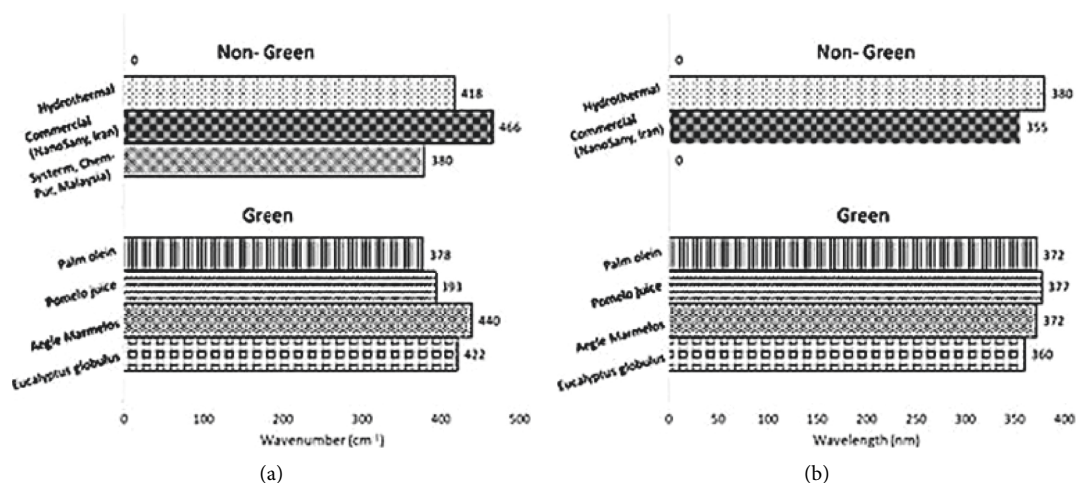 Non- Green
0
Hydrothermal
418
Commercial
(NanoSany, Iran)
466
Systerm, Chem-
Pur, Malaysia)
380
Green
Palm olein
378
Pomelo juice
393
Aegle Marmelos
440
Eucalyptus globulus
422
0 100 200 300 400 500
Wavenumber (cm-1)
(a)
Non- Green
0
Hydrothermal
380
Commercial
(NanoSany, Iran)
355
0
Green
Palm olein
372
Pomelo juice
377
Aegle Marmelos
372
Eucalyptus globulus
360
0 50 100 150 200 250 300 350 400
Wavelength (nm)
(b)